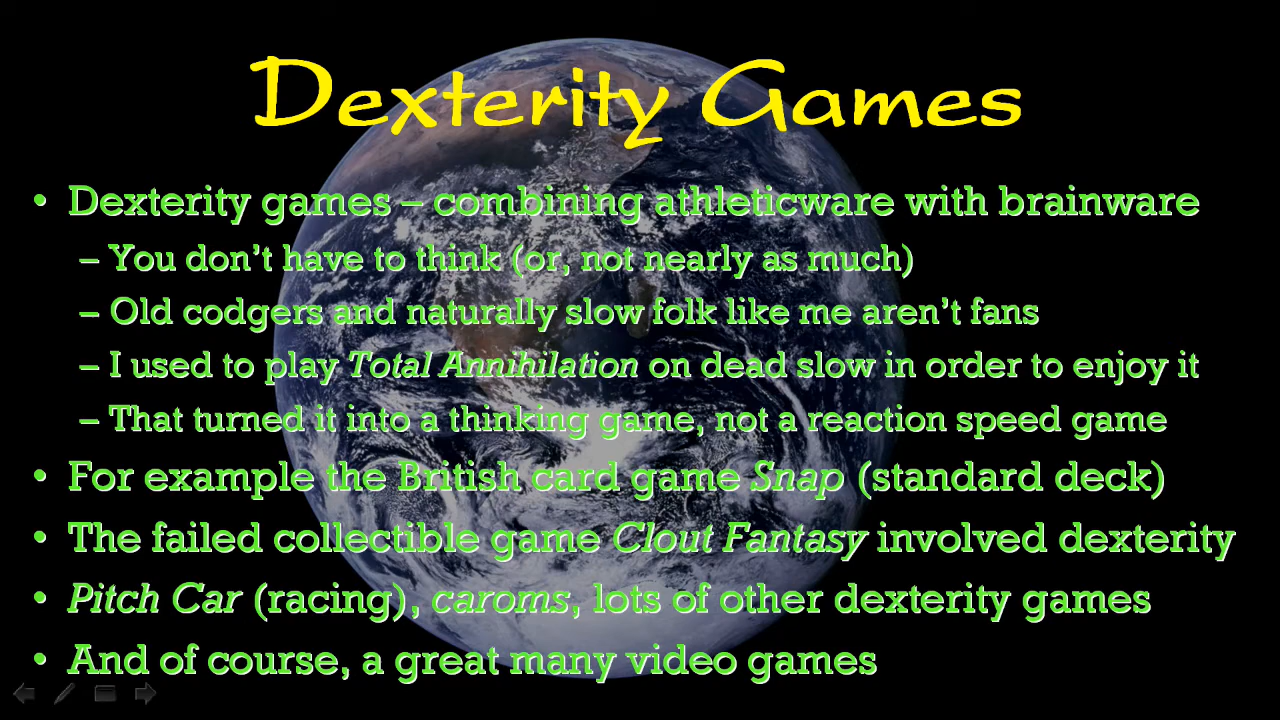 Dexterity Games
• Dexterity games – combining athleticware with brainware
– You don’t have to think (or, not nearly as much)
– Old codgers and naturally slow folk like me aren’t fans
– I used to play Total Annihilation on dead slow in order to enjoy it
– That turned it into a thinking game, not a reaction speed game
• For example the British card game Snap (standard deck)
• The failed collectible game Clout Fantasy involved dexterity
• Pitch Car (racing), caroms, lots of other dexterity games
• And of course, a great many video games